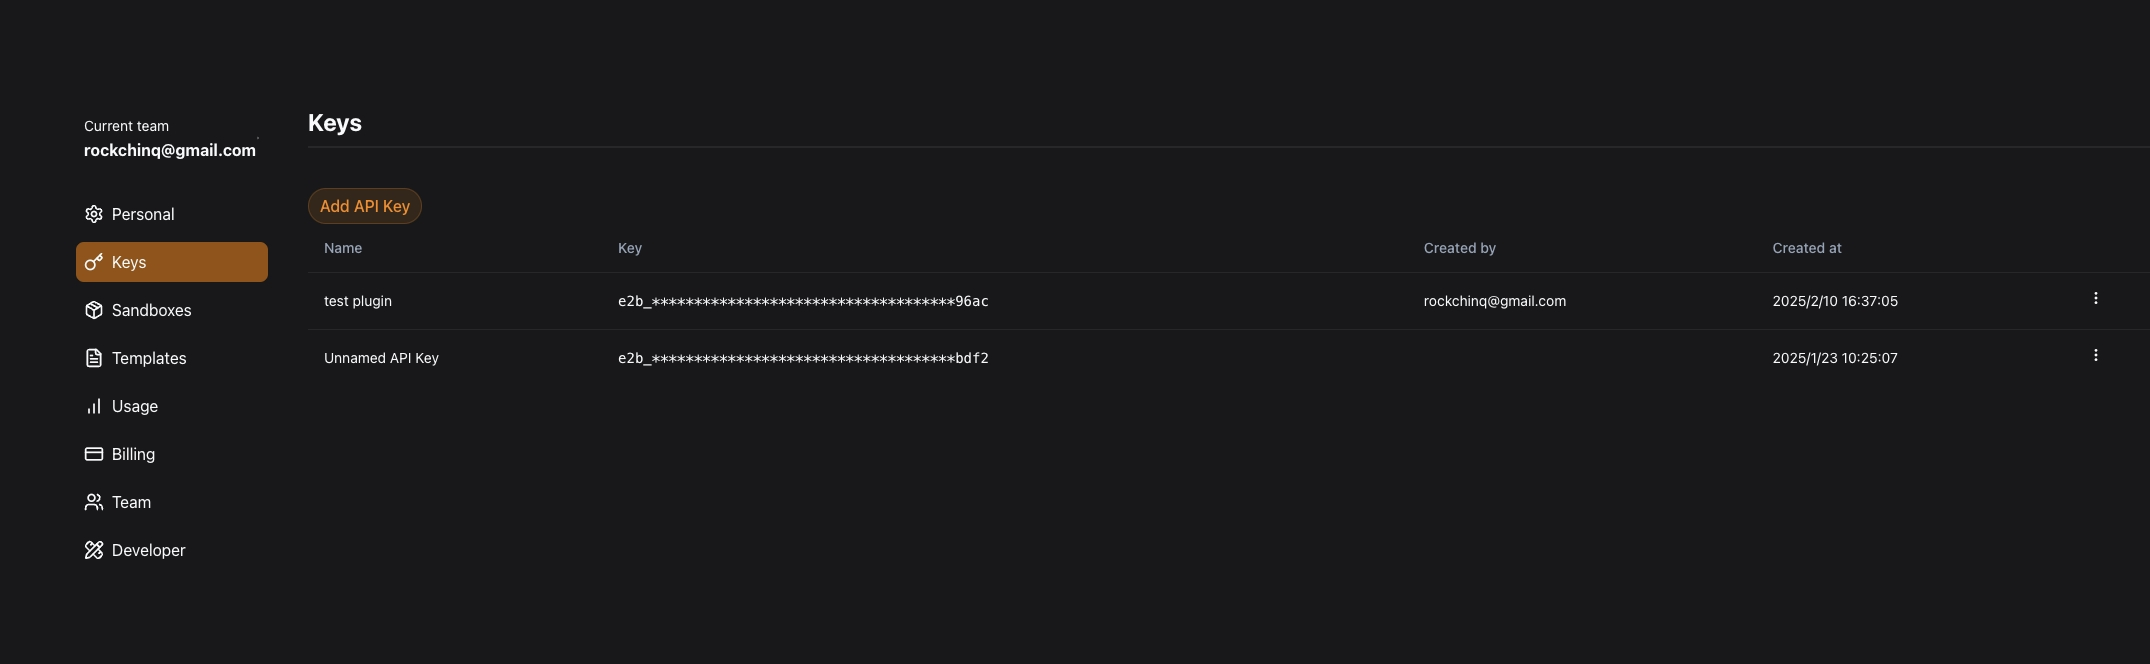 Current team
rockchinq@gmail.com
Personal
Keys
Sandboxes
Templates
Usage
Billing
Team
Developer
Keys
Add API Key
Name Key Created by Created at
test plugin e2b_************************************96ac rockchinq@gmail.com 2025/2/10 16:37:05
Unnamed API Key e2b_************************************bdf2 2025/1/23 10:25:07